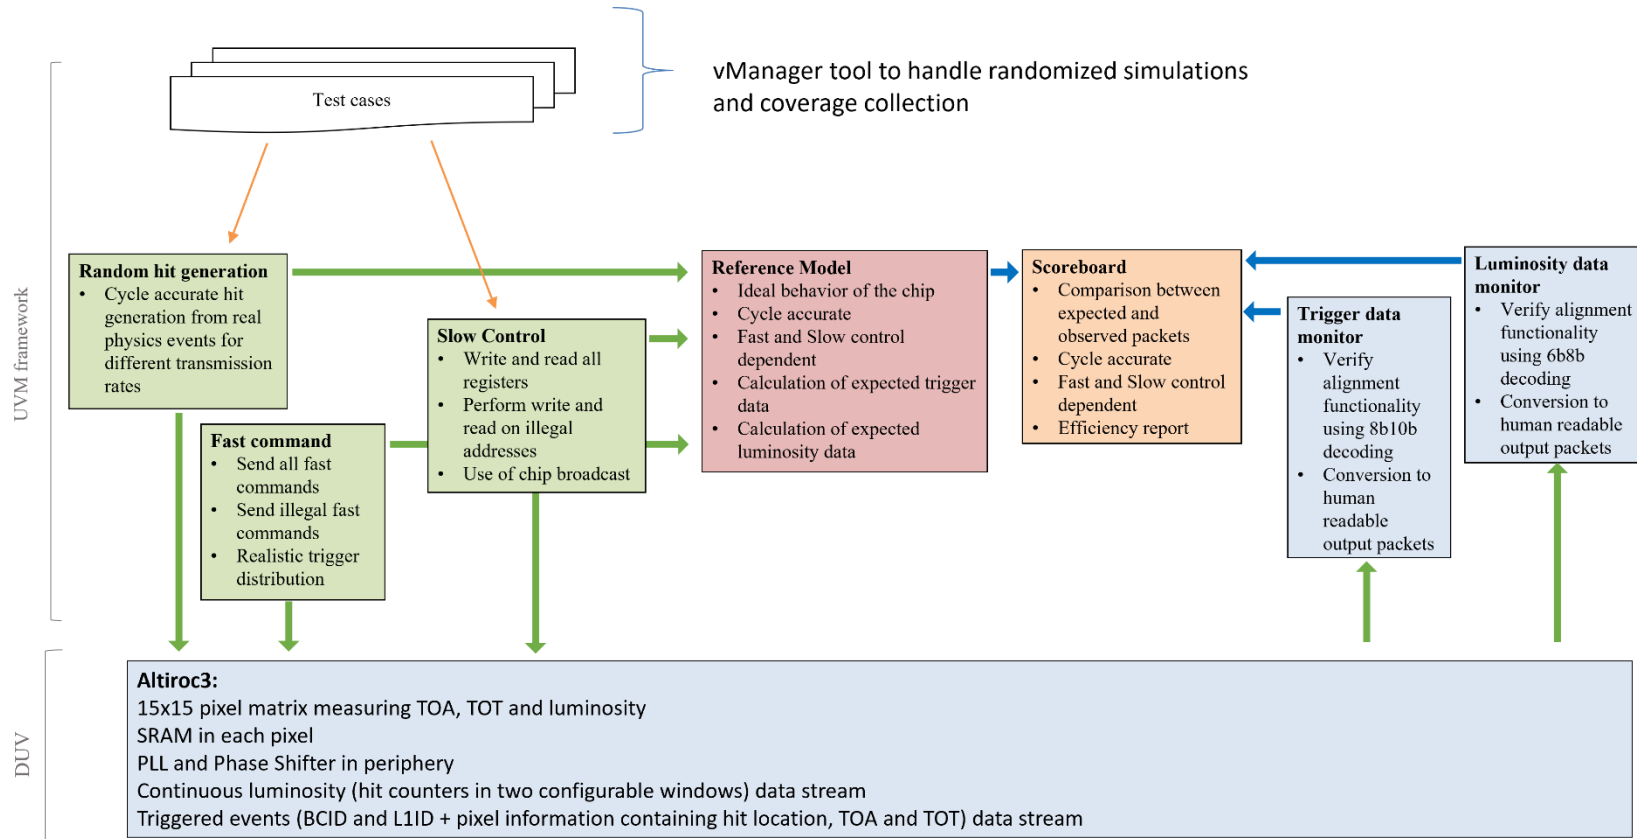 vManager tool to handle randomized simulations
and coverage collection
Test cases
UVM framework
Random hit generation
• Cycle accurate hit
generation from real
physics events for
different transmission
rates
Fast command
• Send all fast
commands
• Send illegal fast
commands
• Realistic trigger
distribution
Slow Control
• Write and read all
registers
• Perform write and
read on illegal
addresses
• Use of chip broadcast
Reference Model
• Ideal behavior of the chip
• Cycle accurate
• Fast and Slow control
dependent
• Calculation of expected trigger
data
• Calculation of expected
luminosity data
Scoreboard
• Comparison between
expected and
observed packets
• Cycle accurate
• Fast and Slow control
dependent
• Efficiency report
Trigger data
monitor
• Verify
alignment
functionality
using 8b10b
decoding
• Conversion to
human
readable
output packets
Luminosity data
monitor
• Verify alignment
functionality
using 6b8b
decoding
• Conversion to
human readable
output packets
DUV
Altiroc3:
15x15 pixel matrix measuring TOA, TOT and luminosity
SRAM in each pixel
PLL and Phase Shifter in periphery
Continuous luminosity (hit counters in two configurable windows) data stream
Triggered events (BCID and L1ID + pixel information containing hit location, TOA and TOT) data stream